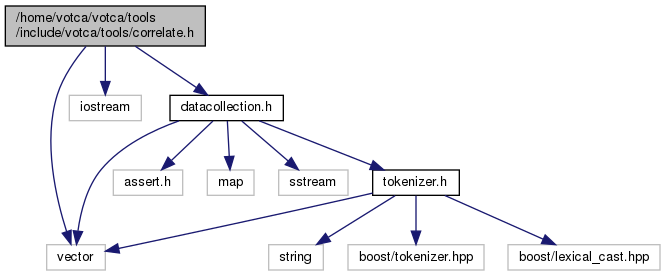 /home/votca/votca/tools
/include/votca/tools/correlate.h
iostream
datacollection.h
assert.h
map
sstream
tokenizer.h
vector
string
boost/tokenizer.hpp
boost/lexical_cast.hpp